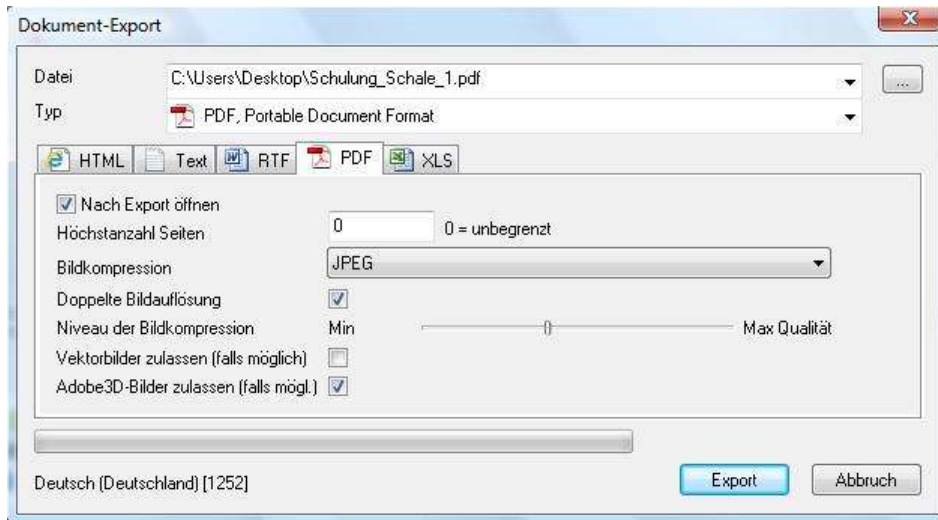 Dokument-Export
Datei C:\Users\Desktop\Schulung_Schale_1.pdf ...
Typ PDF, Portable Document Format
HTML Text RTF PDF XLS
Nach Export öffnen
Höchstanzahl Seiten 0 0 = unbegrenzt
Bildkompression JPEG
Doppelte Bildauflösung
Niveau der Bildkompression Min Max Qualität
Vektorbilder zulassen (falls möglich)
Adobe3D-Bilder zulassen (falls mögl.)
Deutsch (Deutschland) [1252] Export Abbruch